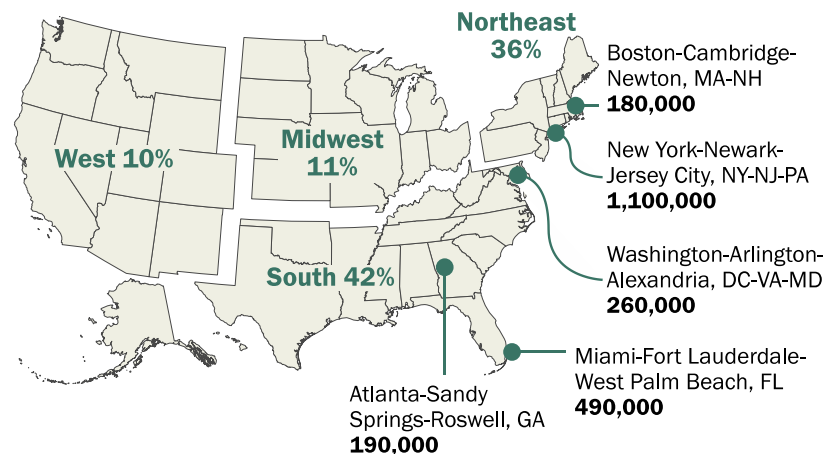 Northeast
36%
Boston-Cambridge-
Newton, MA-NH
180,000
New York-Newark-
Jersey City, NY-NJ-PA
1,100,000
Washington-Arlington-
Alexandria, DC-VA-MD
260,000
Miami-Fort Lauderdale-
West Palm Beach, FL
490,000
Atlanta-Sandy
Springs-Roswell, GA
190,000
West 10%
Midwest
11%
South 42%